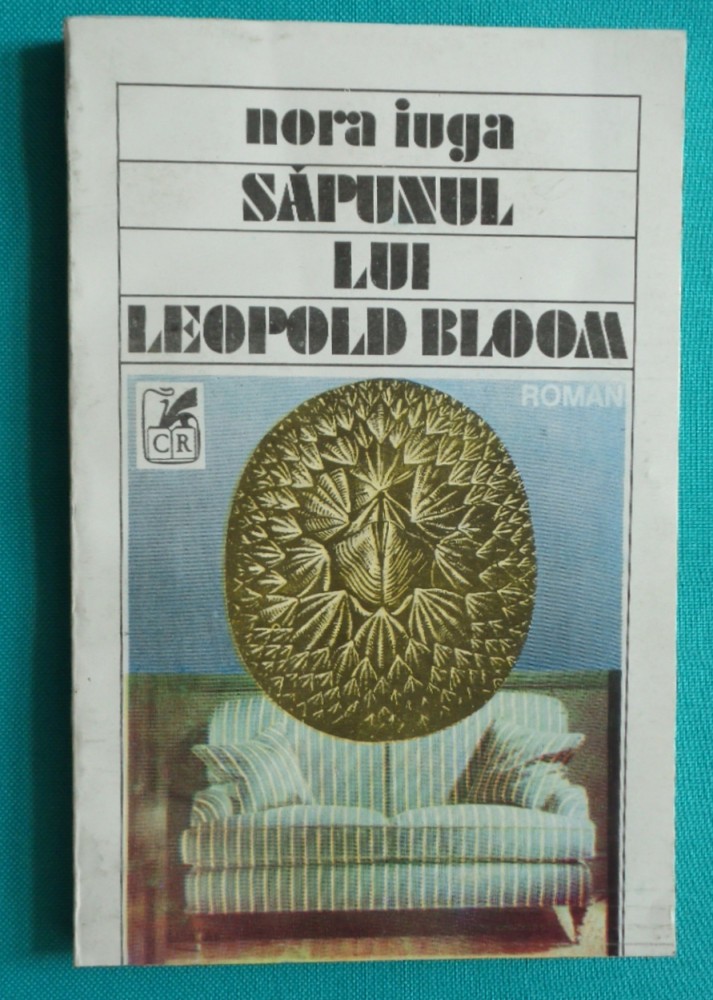 nora iuga
SĂPUNUL
LUI
LEOPOLD BLOOM
ROMAN
CR